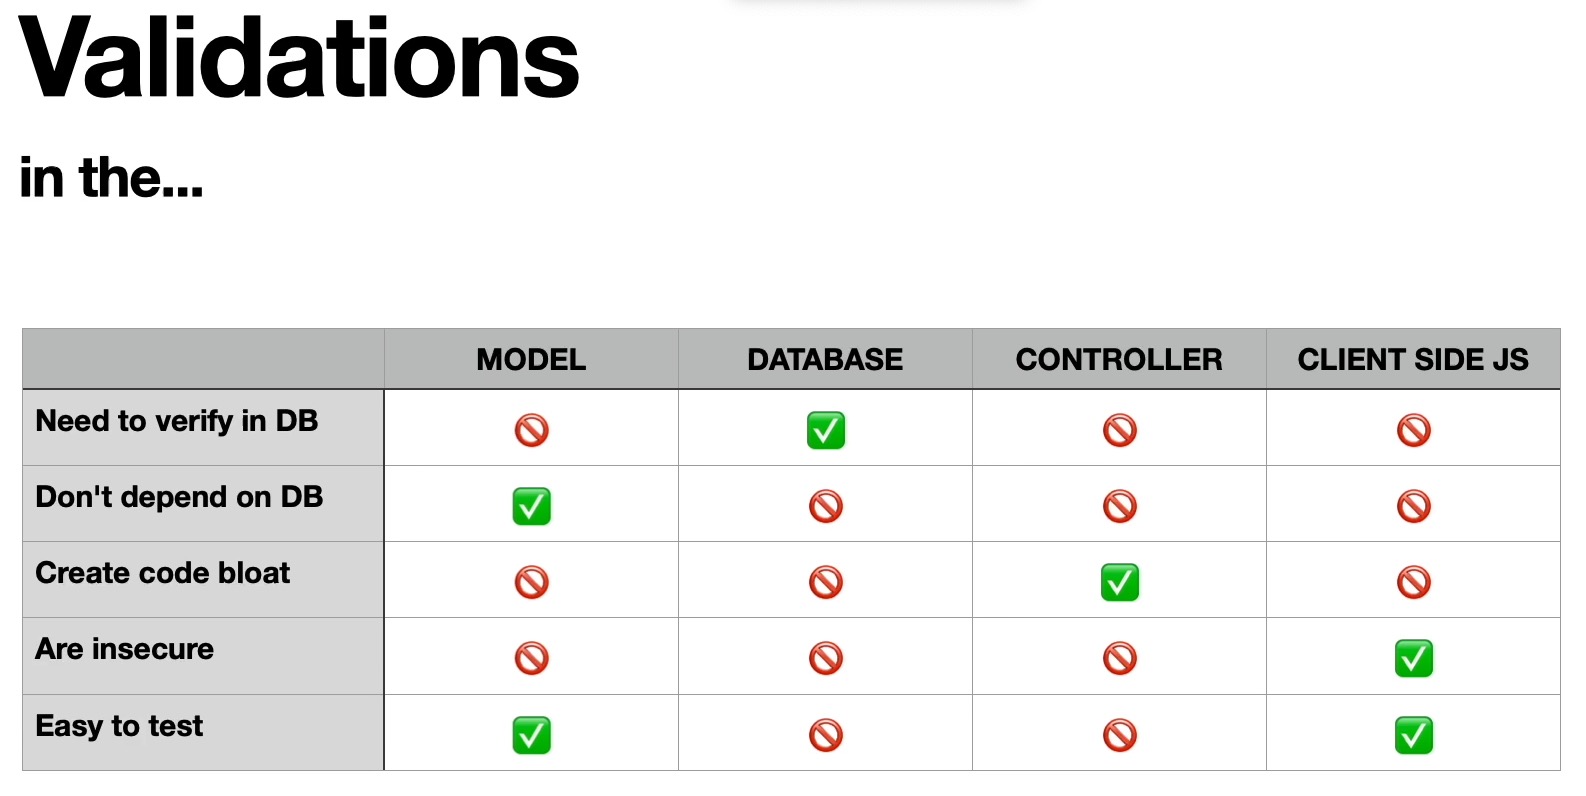 Validations
in the...
MODEL DATABASE CONTROLLER CLIENT SIDE JS
Need to verify in DB 🚫 ✅ 🚫 🚫
Don't depend on DB ✅ 🚫 🚫 🚫
Create code bloat 🚫 🚫 ✅ 🚫
Are insecure 🚫 🚫 🚫 ✅
Easy to test ✅ 🚫 🚫 ✅